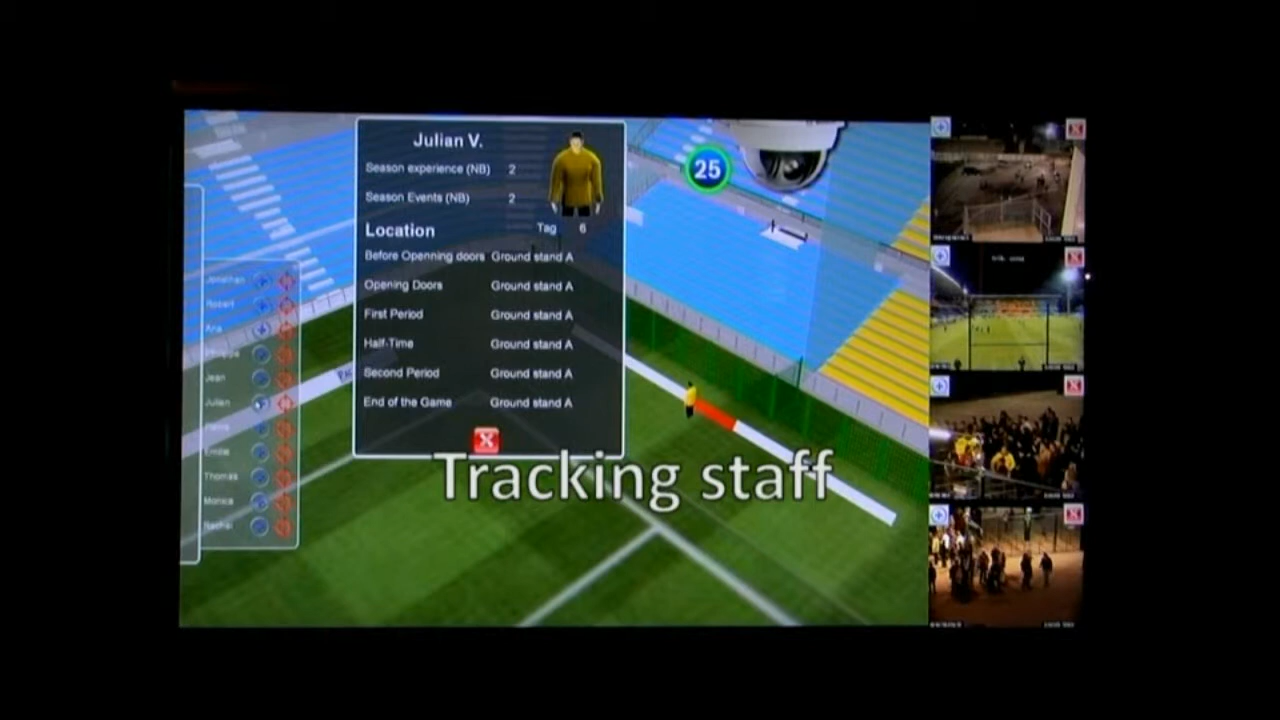 Julian V.
Season experience (NB) 2
Season Events (NB) 2
Location Tag 6
Before Openning doors Ground stand A
Opening Doors Ground stand A
First Period Ground stand A
Half-Time Ground stand A
Second Period Ground stand A
End of the Game Ground stand A
X
25
Jonathan
Robert
Ana
Philippe
Jean
Julian
Emilie
Thomas
Monica
Rachel
Tracking staff